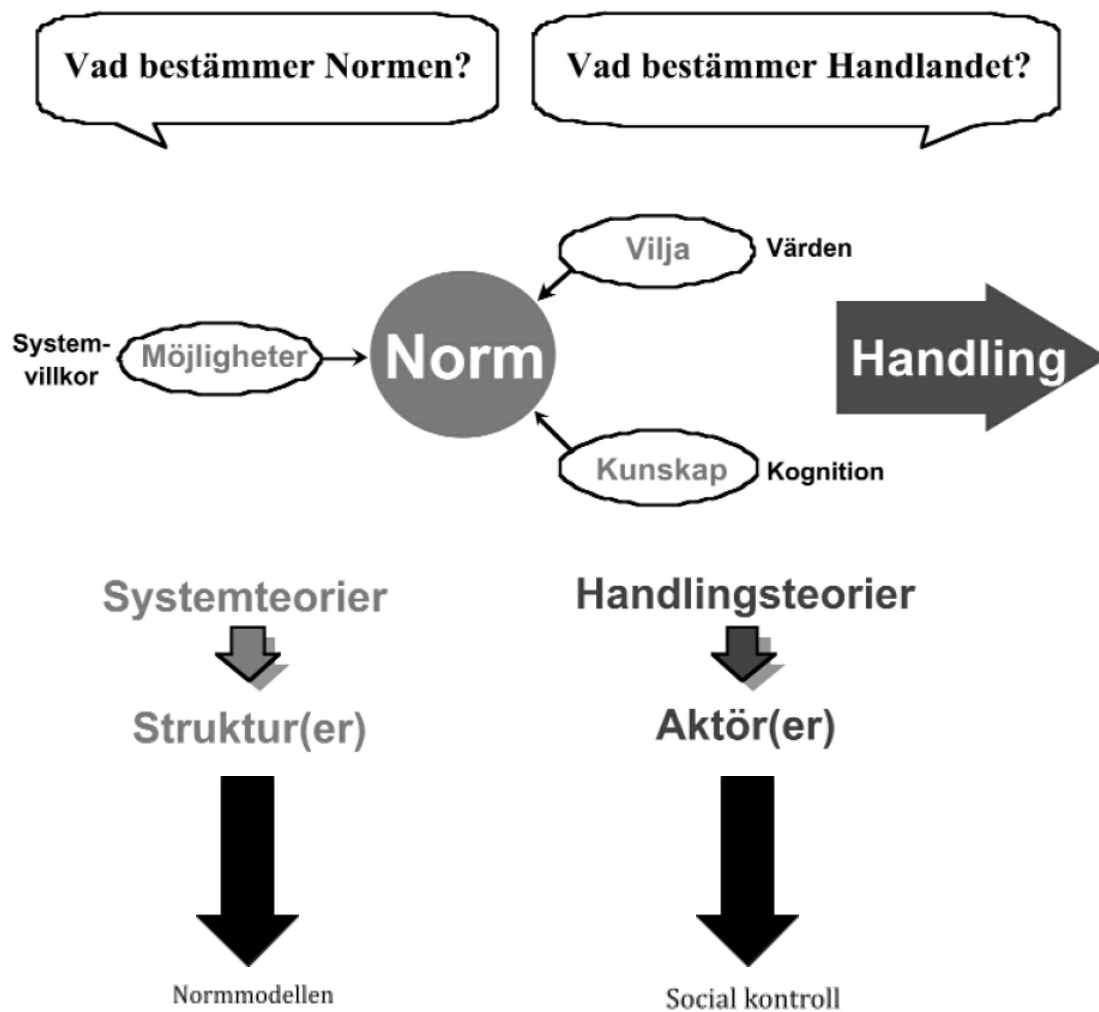 Vad bestämmer Normen?
Vad bestämmer Handlandet?
Vilja
Värden
System-
villkor
Möjligheter
Norm
Handling
Kunskap
Kognition
Systemteorier
Handlingsteorier
Struktur(er)
Aktör(er)
Normmodellen
Social kontroll